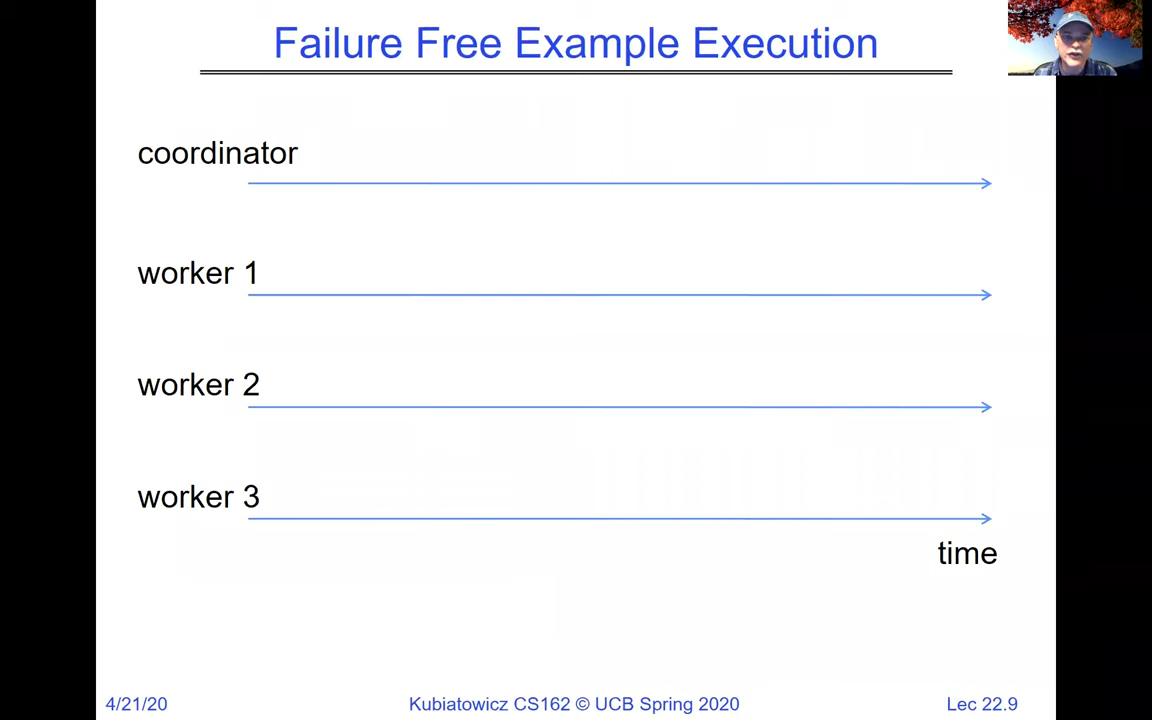 Failure Free Example Execution
coordinator
worker 1
worker 2
worker 3
time
4/21/20
Kubiatowicz CS162 © UCB Spring 2020
Lec 22.9